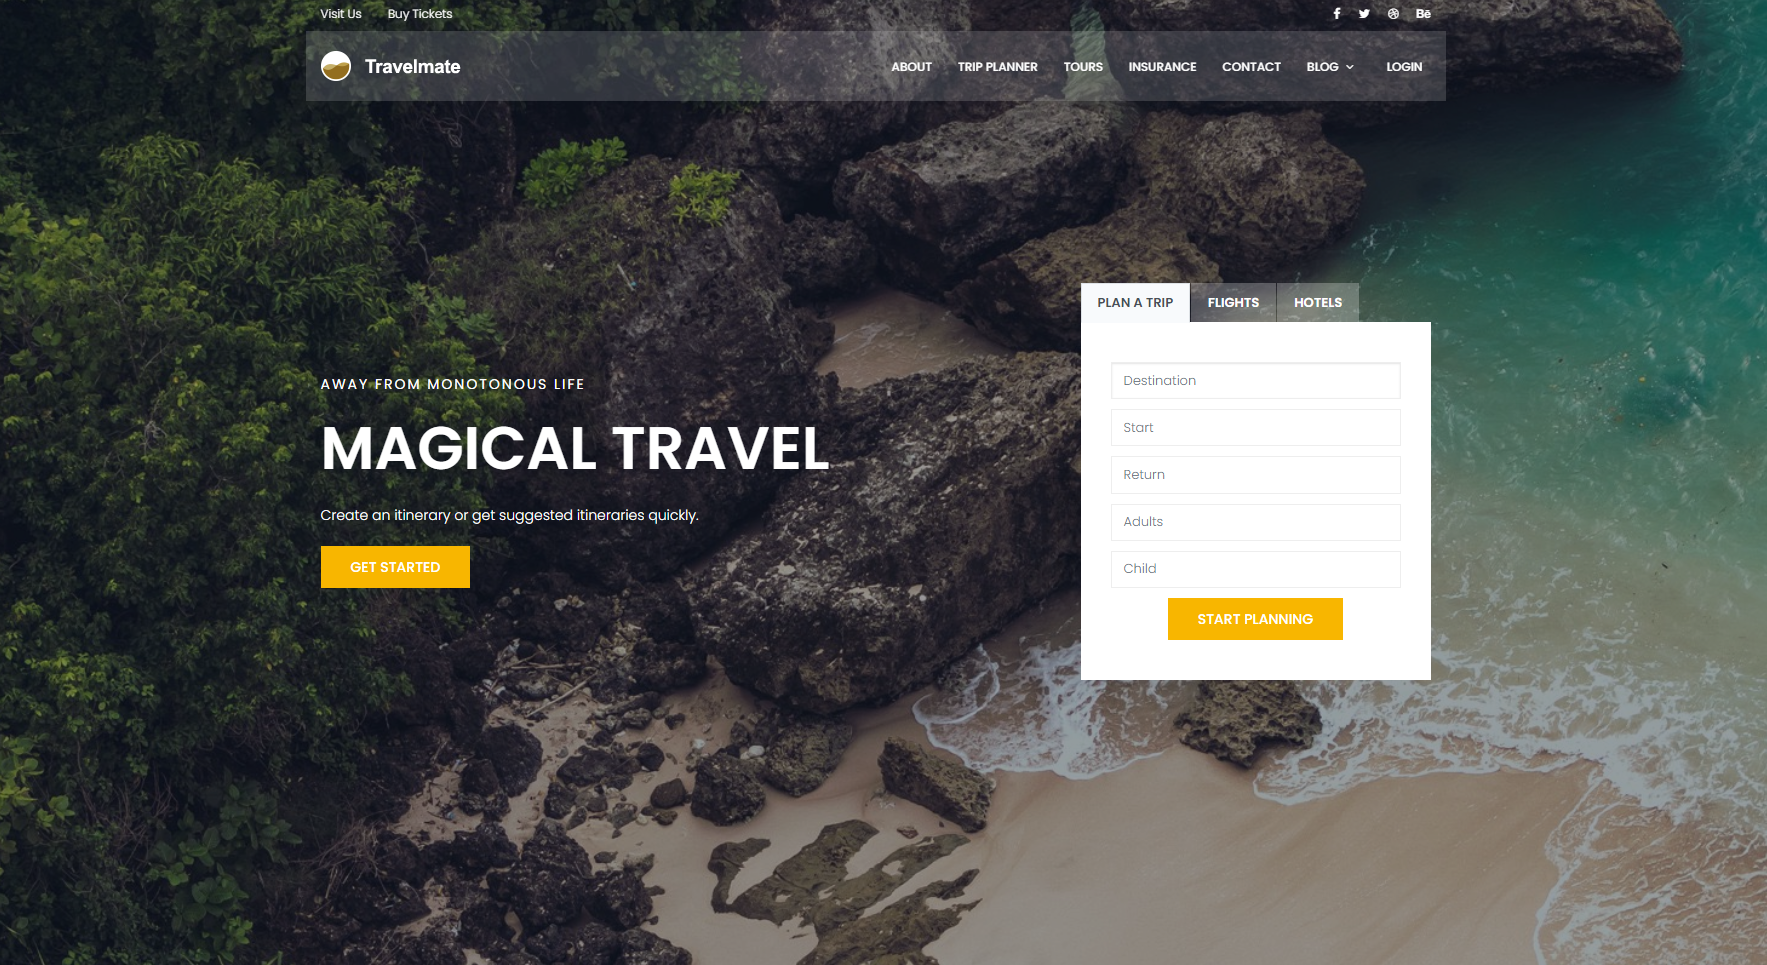 Visit Us Buy Tickets
Bē
Travelmate
ABOUT TRIP PLANNER TOURS INSURANCE CONTACT BLOG LOGIN
PLAN A TRIP FLIGHTS HOTELS
AWAY FROM MONOTONOUS LIFE
MAGICAL TRAVEL
Create an itinerary or get suggested itineraries quickly.
GET STARTED
Destination
Start
Return
Adults
Child
START PLANNING